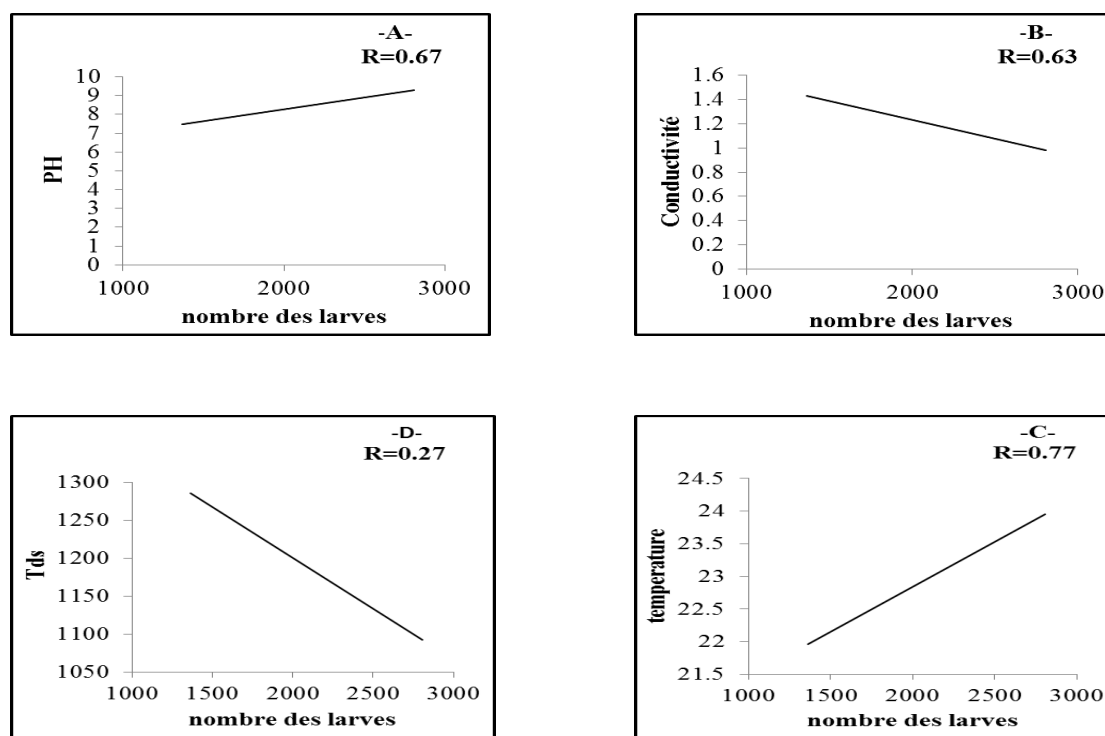 -A-
R=0.67
10
9
8
7
6
5
4
3
2
1
0
PH
1000 2000 3000
nombre des larves
-B-
R=0.63
1.6
1.4
1.2
1
0.8
0.6
0.4
0.2
0
Conductivité
1000 2000 3000
nombre des larves
-D-
R=0.27
1300
1250
1200
1150
1100
1050
Tds
1000 1500 2000 2500 3000
nombre des larves
-C-
R=0.77
24.5
24
23.5
23
22.5
22
21.5
temperature
1000 1500 2000 2500 3000
nombre des larves